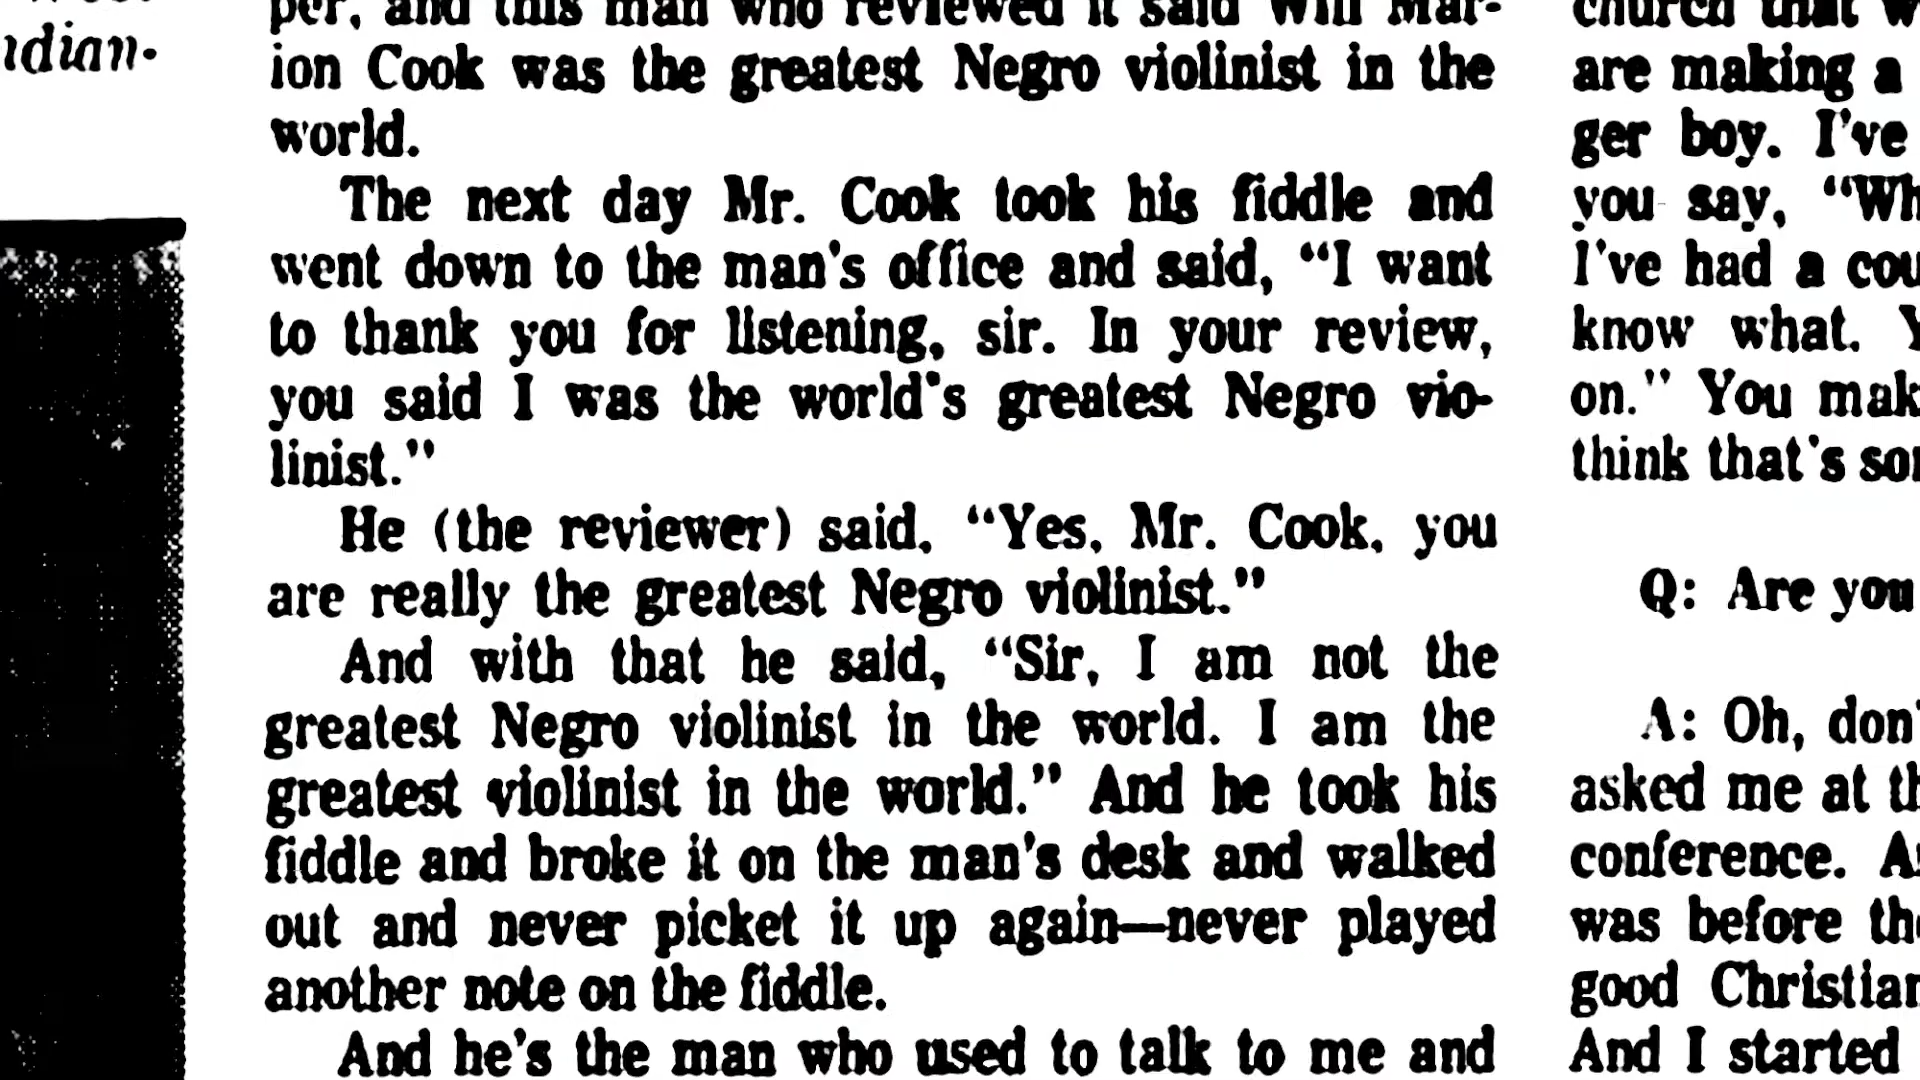 idian-
per, and this man who reviewed it said Will Mar-
ion Cook was the greatest Negro violinist in the
world.
The next day Mr. Cook took his fiddle and
went down to the man's office and said, "I want
to thank you for listening, sir. In your review,
you said I was the world's greatest Negro vio-
linist."
He (the reviewer) said, "Yes, Mr. Cook, you
are really the greatest Negro violinist."
And with that he said, "Sir, I am not the
greatest Negro violinist in the world. I am the
greatest violinist in the world." And he took his
fiddle and broke it on the man's desk and walked
out and never picket it up again—never played
another note on the fiddle.
And he's the man who used to talk to me and
church that
are making a
ger boy. I've
you say, "Wh
I've had a cou
know what. Y
on." You mak
think that's so
Q: Are you
A: Oh, don'
asked me at th
conference. A
was before the
good Christian
And I started